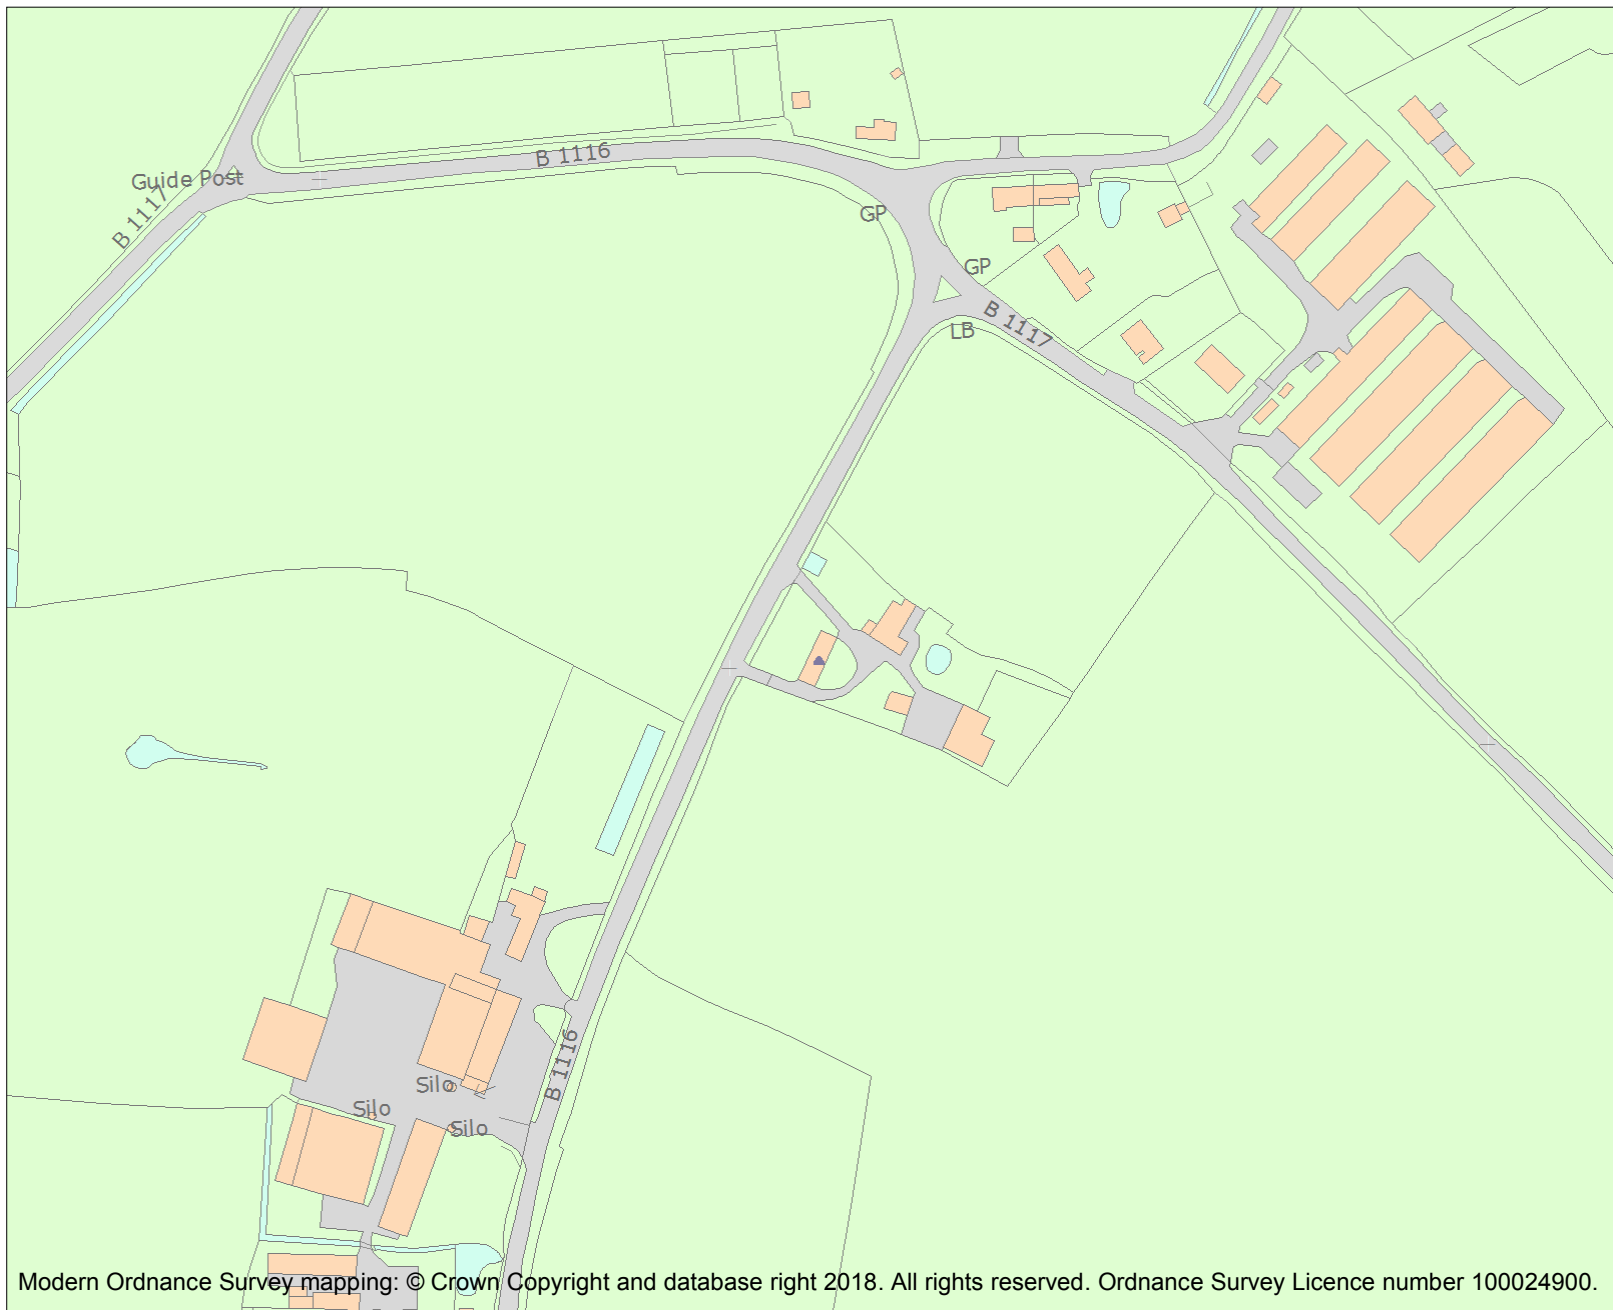 B 1116
Guide Post
B 1117
GP
GP
B 1117
LB
B 1116
Silo
Silo
Silo
Modern Ordnance Survey mapping: © Crown Copyright and database right 2018. All rights reserved. Ordnance Survey Licence number 100024900.